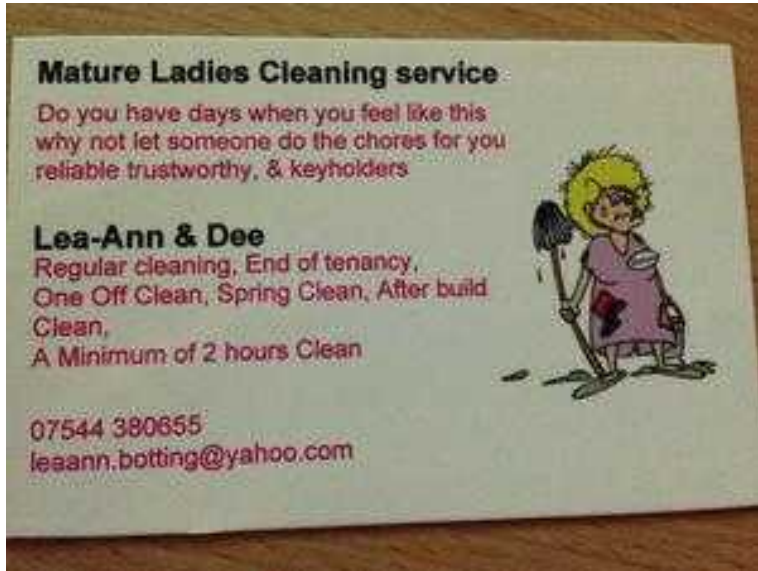 Mature Ladies Cleaning service
Do you have days when you feel like this
why not let someone do the chores for you
reliable trustworthy, & keyholders
Lea-Ann & Dee
Regular cleaning, End of tenancy,
One Off Clean, Spring Clean, After build
Clean,
A Minimum of 2 hours Clean
07544 380655
leaann.botting@yahoo.com